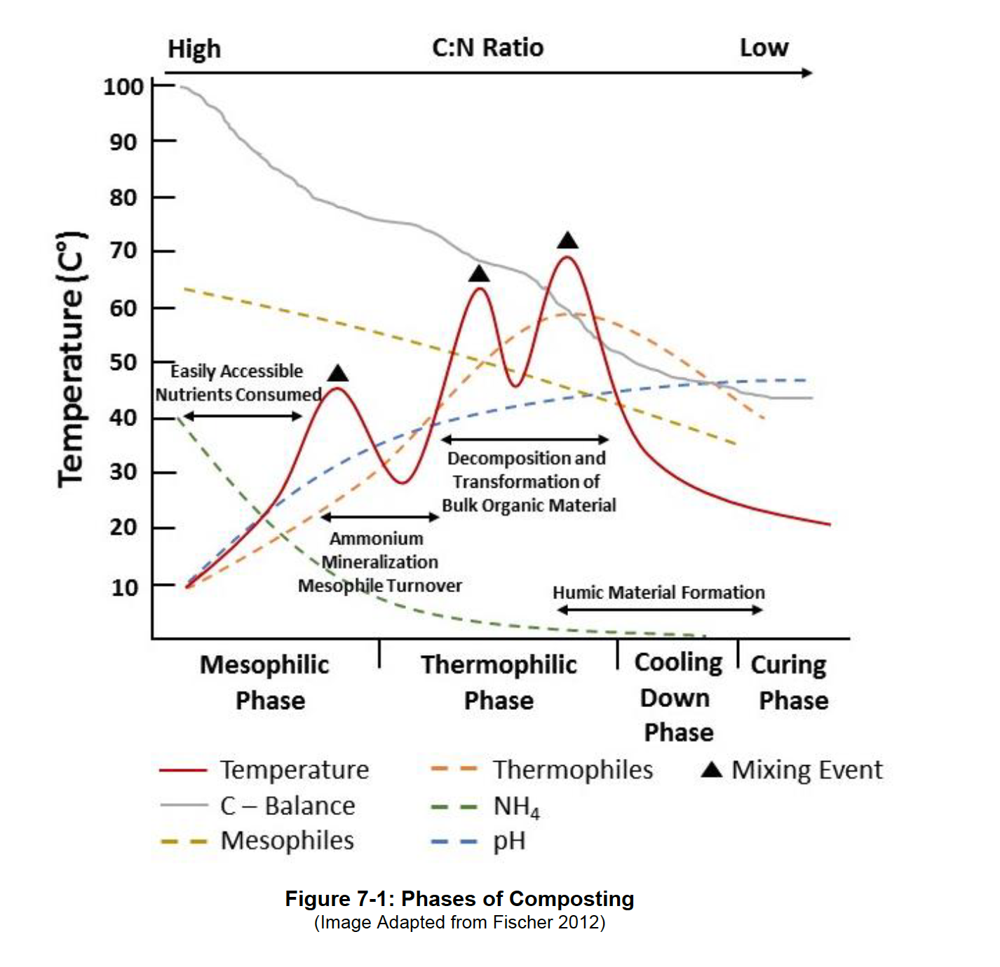 High C:N Ratio Low
100
90
80
70
60
50
40
30
20
10
Temperature (C°)
Easily Accessible
Nutrients Consumed
Decomposition and
Transformation of
Bulk Organic Material
Ammonium
Mineralization
Mesophile Turnover
Humic Material Formation
Mesophilic
Phase
Thermophilic
Phase
Cooling
Down
Phase
Curing
Phase
Temperature
Thermophiles
Mixing Event
C – Balance
NH₄
Mesophiles
pH
Figure 7-1: Phases of Composting
(Image Adapted from Fischer 2012)